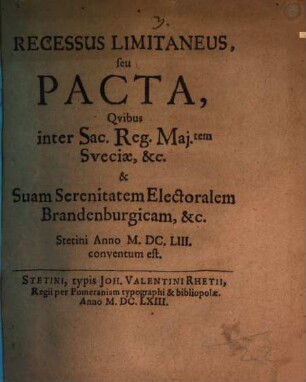 RECESSUS LIMITANEUS,
seu
PACTA,
Qvibus
inter Sac. Reg. Maj.tem
Sveciæ, &c.
&
Suam Serenitatem Electoralem
Brandenburgicam, &c.
Stetini Anno M. DC. LIII.
conventum est.
STETINI, typis JOH. VALENTINI RHETII,
Regii per Pomeraniam typographi & bibliopolæ.
Anno M. DC. LXIII.